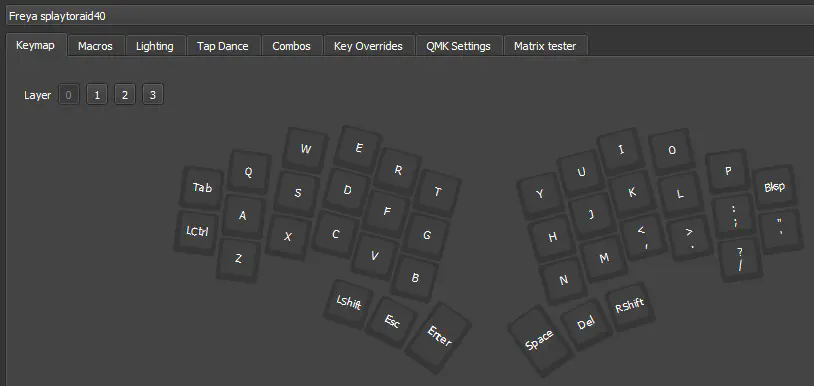 Freya splaytoraid40
Keymap Macros Lighting Tap Dance Combos Key Overrides QMK Settings Matrix tester
Layer 0 1 2 3
Tab Q W E R T Y U I O P Bksp
LCtrl A S D F G H J K L : ; " '
Z X C V B N M < , > . ? /
LShift Esc Enter Space Del RShift